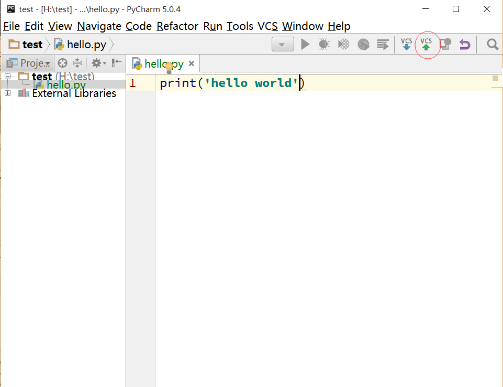 test - [H:\test] - ...\hello.py - PyCharm 5.0.4
File Edit View Navigate Code Refactor Run Tools VCS Window Help
test hello.py VCS VCS
Proje... hello.py
test (H:\test)
hello.py
External Libraries
1 print('hello world')